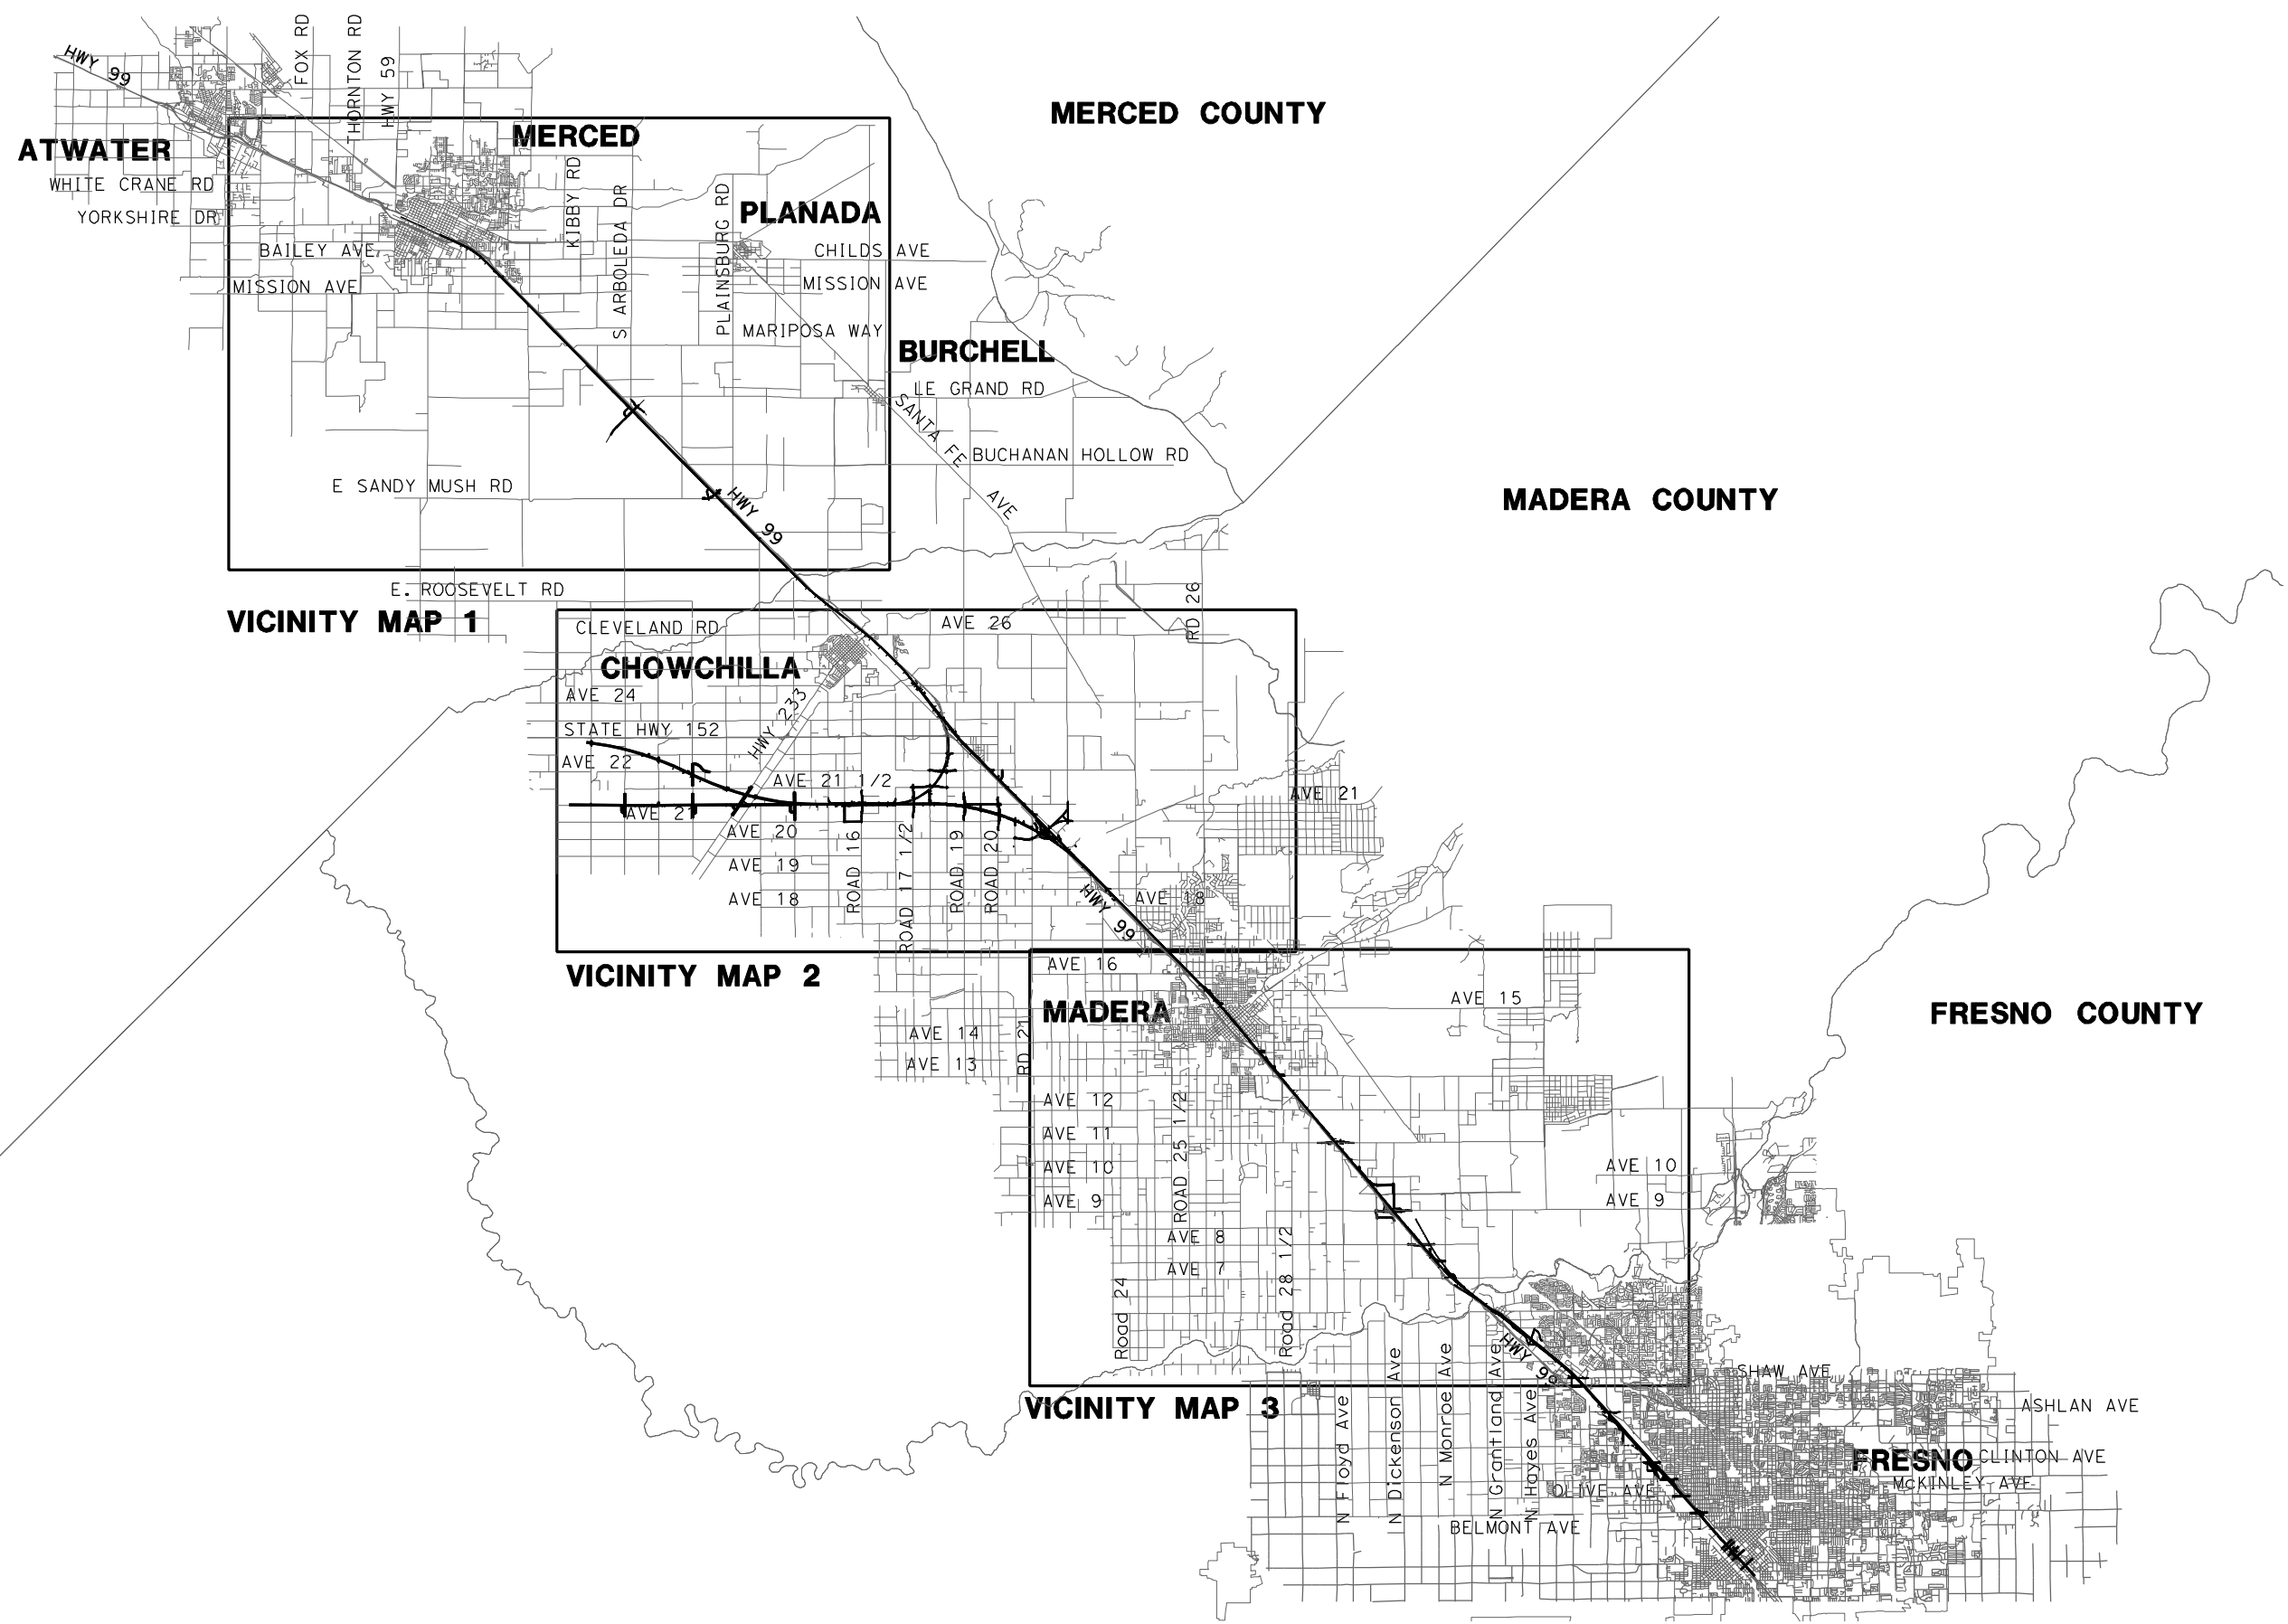 HWY 99
FOX RD
THORNTON RD
HWY 59
MERCED COUNTY
ATWATER
MERCED
WHITE CRANE RD
YORKSHIRE DR
KIBBY RD
S ARBOLEDA DR
PLAINSBURG RD
PLANADA
BAILEY AVE
CHILDS AVE
MISSION AVE
MISSION AVE
MARIPOSA WAY
BURCHELL
LE GRAND RD
SANTA FE AVE
BUCHANAN HOLLOW RD
E SANDY MUSH RD
HWY 99
MADERA COUNTY
E. ROOSEVELT RD
VICINITY MAP 1
CLEVELAND RD
AVE 26
RD 26
CHOWCHILLA
AVE 24
HWY 233
STATE HWY 152
AVE 22
AVE 21 1/2
AVE 21
AVE 21
AVE 20
AVE 19
AVE 18
ROAD 16
ROAD 17 1/2
ROAD 19
ROAD 20
HWY 99
AVE 18
VICINITY MAP 2
AVE 16
MADERA
AVE 15
FRESNO COUNTY
AVE 14
AVE 13
RD 21
AVE 12
AVE 11
AVE 10
AVE 9
ROAD 25 1/2
AVE 10
AVE 9
AVE 8
AVE 7
Road 24
Road 28 1/2
HWY 99
VICINITY MAP 3
SHAW AVE
ASHLAN AVE
N Floyd Ave
N Dickenson Ave
N Monroe Ave
N Grantland Ave
N Hayes Ave
FRESNO
CLINTON AVE
McKINLEY AVE
OLIVE AVE
BELMONT AVE